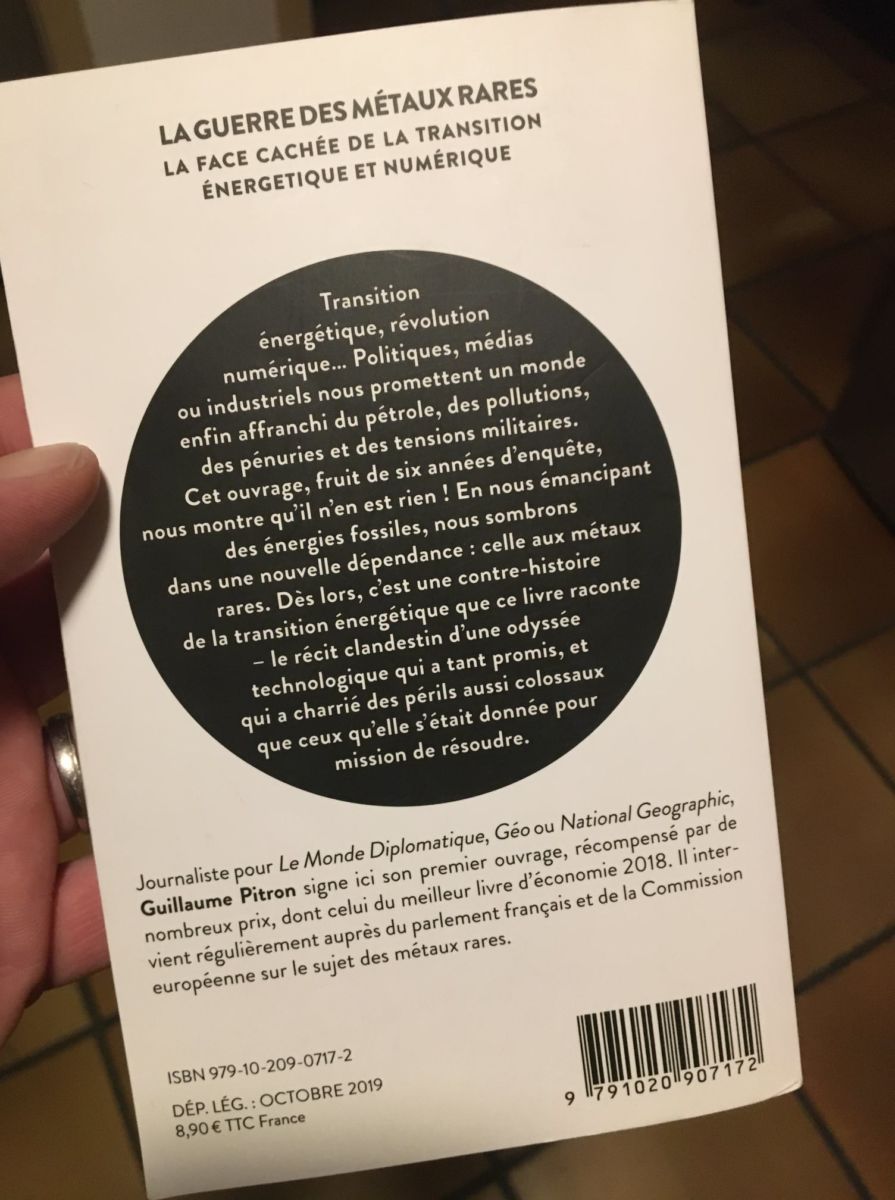 LA GUERRE DES MÉTAUX RARES
LA FACE CACHÉE DE LA TRANSITION
ÉNERGETIQUE ET NUMÉRIQUE
Transition
énergétique, révolution
numérique... Politiques, médias
ou industriels nous promettent un monde
enfin affranchi du pétrole, des pollutions,
des pénuries et des tensions militaires.
Cet ouvrage, fruit de six années d'enquête,
nous montre qu'il n'en est rien ! En nous émancipant
des énergies fossiles, nous sombrons
dans une nouvelle dépendance : celle aux métaux
rares. Dès lors, c'est une contre-histoire
de la transition énergétique que ce livre raconte
– le récit clandestin d'une odyssée
technologique qui a tant promis, et
qui a charrié des périls aussi colossaux
que ceux qu'elle s'était donnée pour
mission de résoudre.
Journaliste pour Le Monde Diplomatique, Géo ou National Geographic,
Guillaume Pitron signe ici son premier ouvrage, récompensé par de
nombreux prix, dont celui du meilleur livre d'économie 2018. Il inter-
vient régulièrement auprès du parlement français et de la Commission
européenne sur le sujet des métaux rares.
ISBN 979-10-209-0717-2
DÉP. LÉG. : OCTOBRE 2019
8,90 € TTC France
9 791020 907172